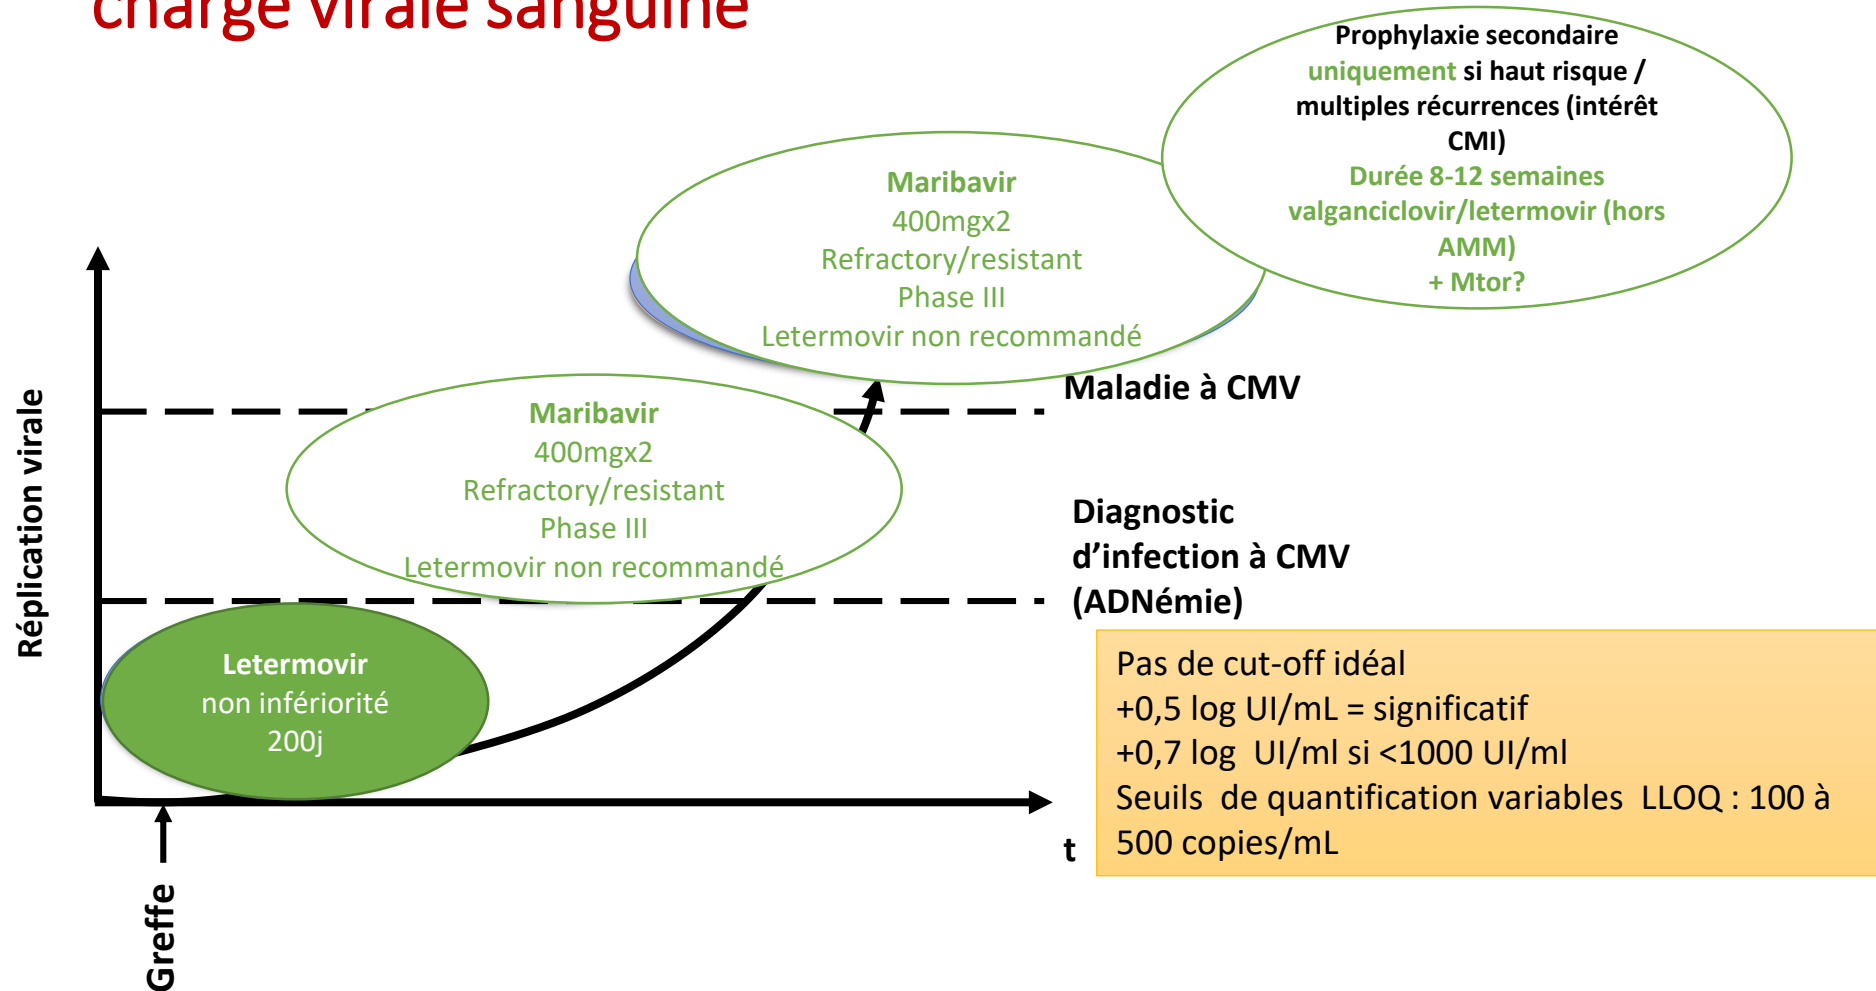 charge virale sanguine
Prophylaxie secondaire
uniquement si haut risque /
multiples récurrences (intérêt
CMI)
Durée 8-12 semaines
valganciclovir/letermovir (hors
AMM)
+ Mtor?
Maribavir
400mgx2
Refractory/resistant
Phase III
Letermovir non recommandé
Maladie à CMV
Maribavir
400mgx2
Refractory/resistant
Phase III
Letermovir non recommandé
Diagnostic
d’infection à CMV
(ADNémie)
Réplication virale
Letermovir
non infériorité
200j
Pas de cut-off idéal
+0,5 log UI/mL = significatif
+0,7 log UI/ml si <1000 UI/ml
Seuils de quantification variables LLOQ : 100 à
500 copies/mL
t
Greffe